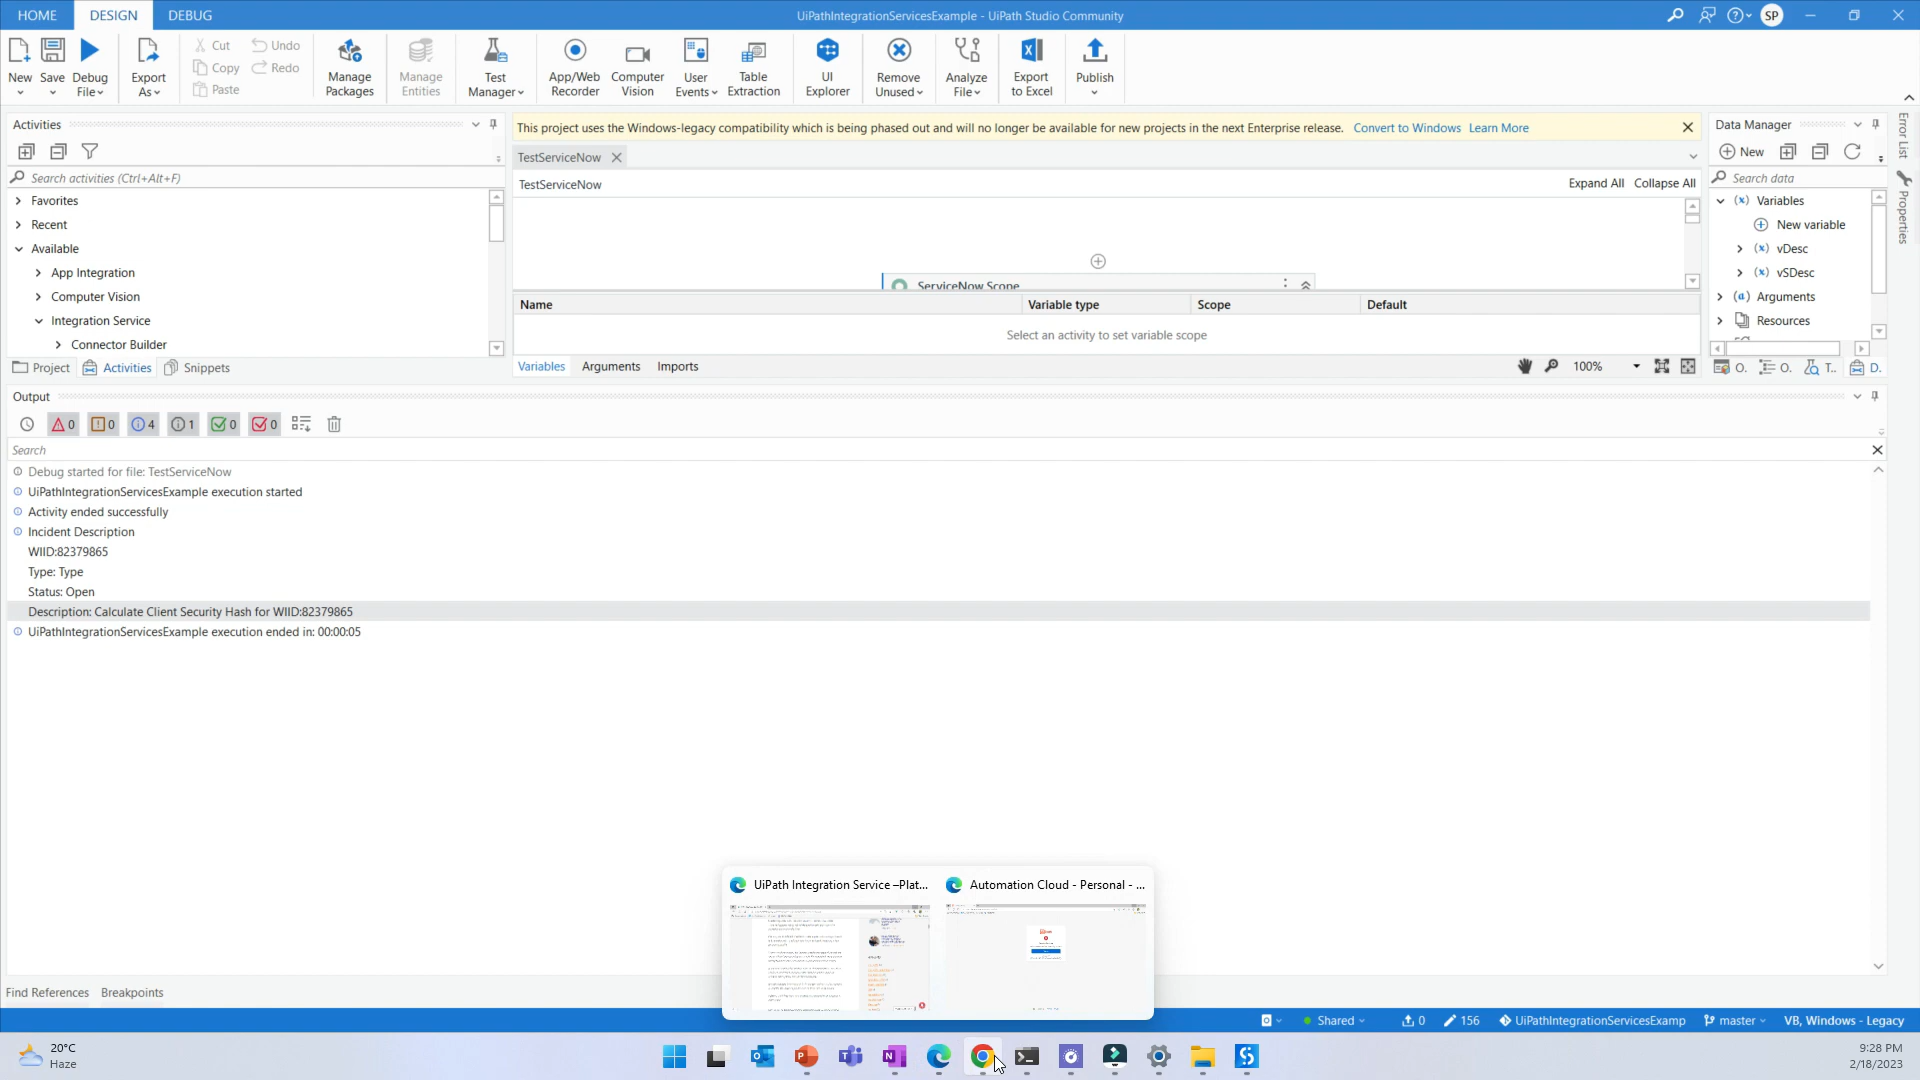 HOME DESIGN DEBUG UiPathIntegrationServicesExample - UiPath Studio Community SP
New Save Debug File Export As Cut Copy Paste Undo Redo Manage Packages Manage Entities Test Manager App/Web Recorder Computer Vision User Events Table Extraction UI Explorer Remove Unused Analyze File Export to Excel Publish
Activities
Search activities (Ctrl+Alt+F)
Favorites
Recent
Available
App Integration
Computer Vision
Integration Service
Connector Builder
Project Activities Snippets
This project uses the Windows-legacy compatibility which is being phased out and will no longer be available for new projects in the next Enterprise release. Convert to Windows Learn More
TestServiceNow
TestServiceNow Expand All Collapse All
ServiceNow Scope
Name Variable type Scope Default
Select an activity to set variable scope
Variables Arguments Imports 100%
Data Manager
New
Search data
Variables
New variable
vDesc
vSDesc
Arguments
Resources
O. O. T.. D.
Error List
Properties
Output
0 0 4 1 0 0
Search
Debug started for file: TestServiceNow
UiPathIntegrationServicesExample execution started
Activity ended successfully
Incident Description
WIID:82379865
Type: Type
Status: Open
Description: Calculate Client Security Hash for WIID:82379865
UiPathIntegrationServicesExample execution ended in: 00:00:05
UiPath Integration Service –Plat... Automation Cloud - Personal - ...
Find References Breakpoints
Shared 0 156 UiPathIntegrationServicesExamp master VB, Windows - Legacy
20°C
Haze
9:28 PM
2/18/2023